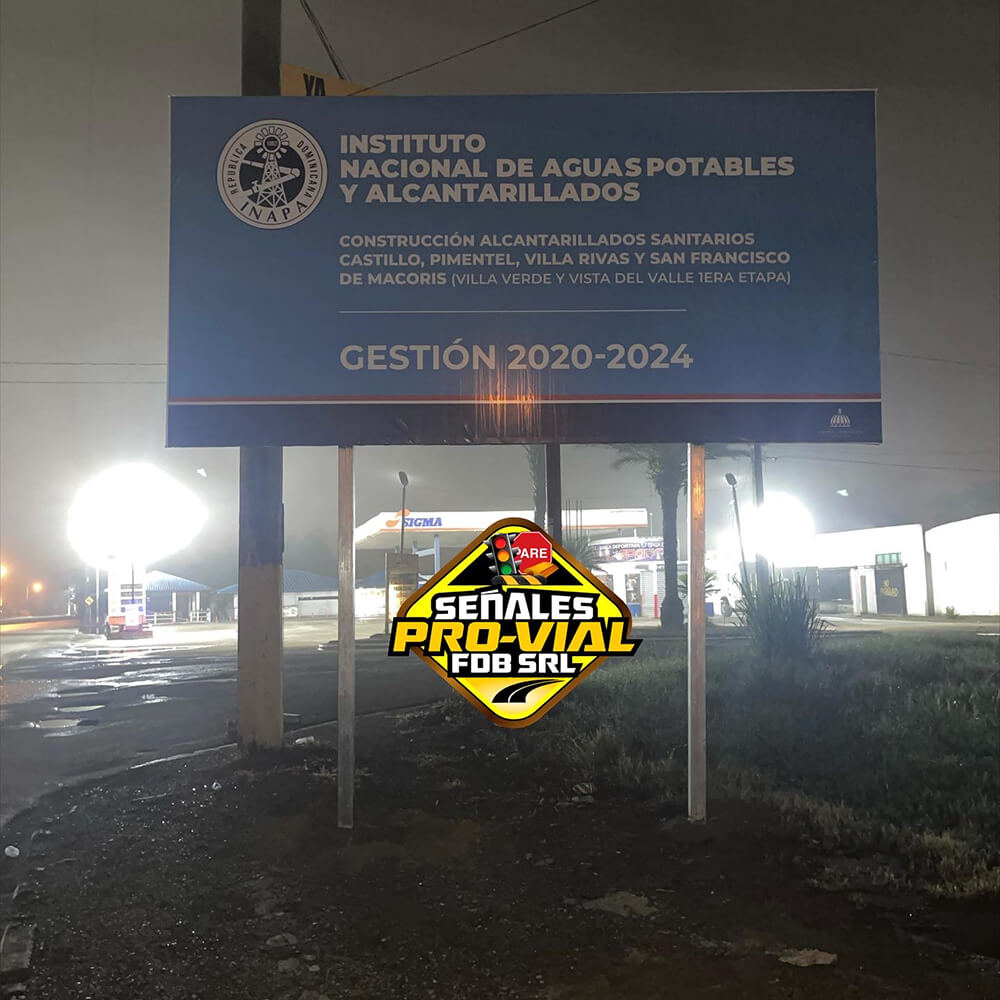 YA
REPÚBLICA DOMINICANA
INAPA
INSTITUTO
NACIONAL DE AGUAS POTABLES
Y ALCANTARILLADOS
CONSTRUCCIÓN ALCANTARILLADOS SANITARIOS
CASTILLO, PIMENTEL, VILLA RIVAS Y SAN FRANCISCO
DE MACORIS (VILLA VERDE Y VISTA DEL VALLE 1ERA ETAPA)
GESTIÓN 2020-2024
SIGMA
PARE
SEÑALES
PRO-VIAL
FDB SRL